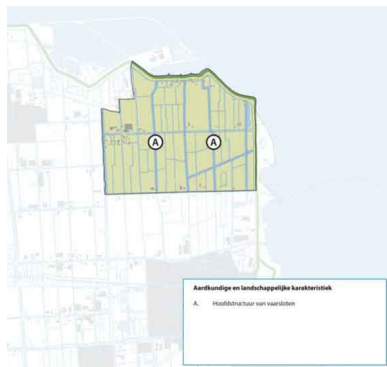 A
A
Aardkundige en landschappelijke karakteristiek
A. Hoofdstructuur van vaarsloten